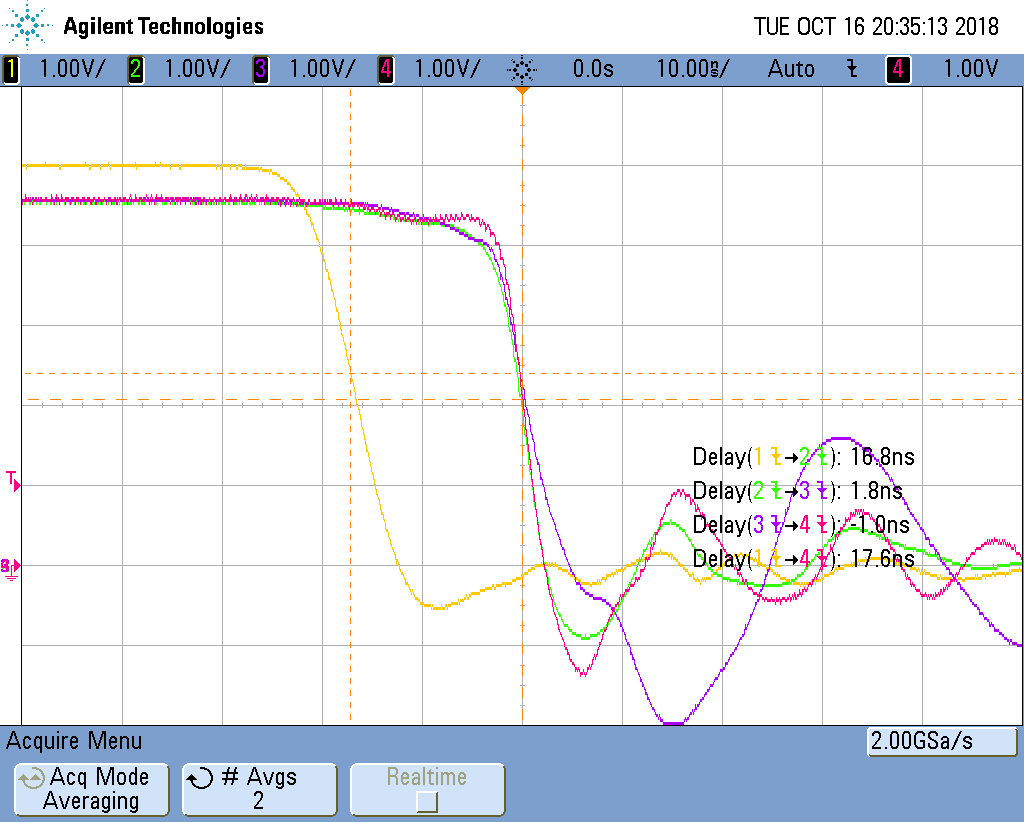 Agilent Technologies TUE OCT 16 20:35:13 2018
1 1.00V/ 2 1.00V/ 3 1.00V/ 4 1.00V/ 0.0s 10.00ns/ Auto 4 1.00V
Delay(1→2): 16.8ns
Delay(2→3): 1.8ns
Delay(3→4): -1.0ns
Delay(1→4): 17.6ns
T
Acquire Menu 2.00GSa/s
Acq Mode # Avgs Realtime
Averaging 2